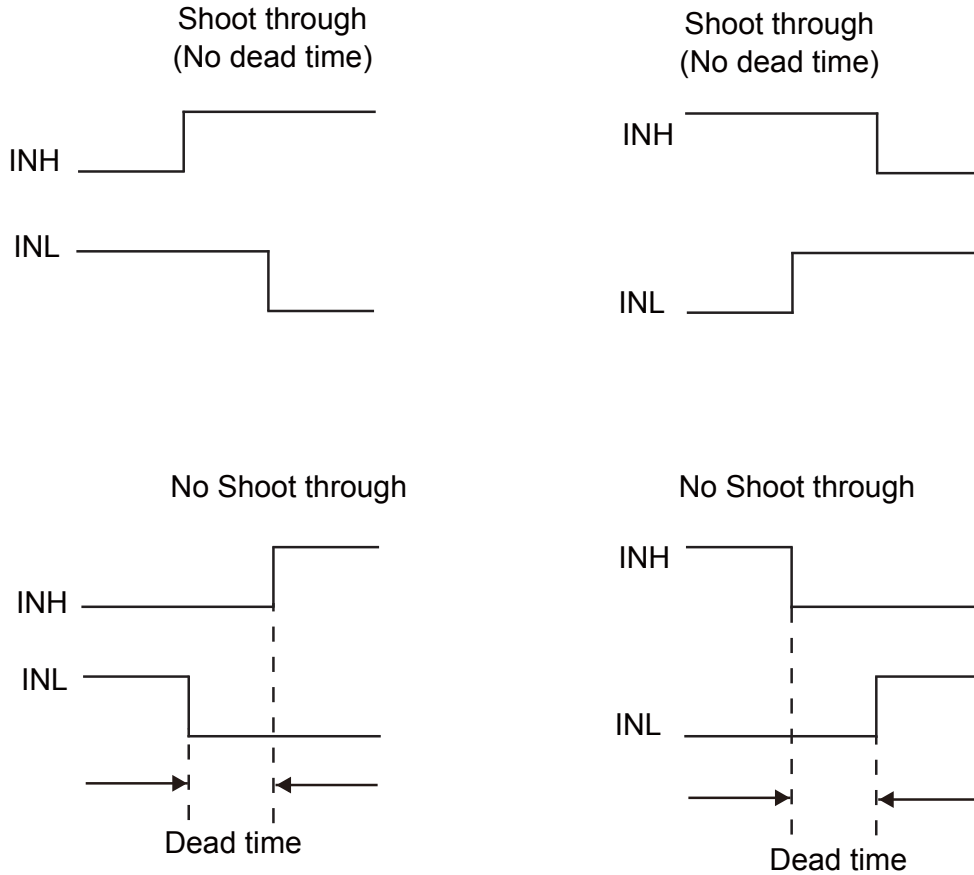 Shoot through
(No dead time)
INH
INL
Shoot through
(No dead time)
INH
INL
No Shoot through
INH
INL
Dead time
No Shoot through
INH
INL
Dead time